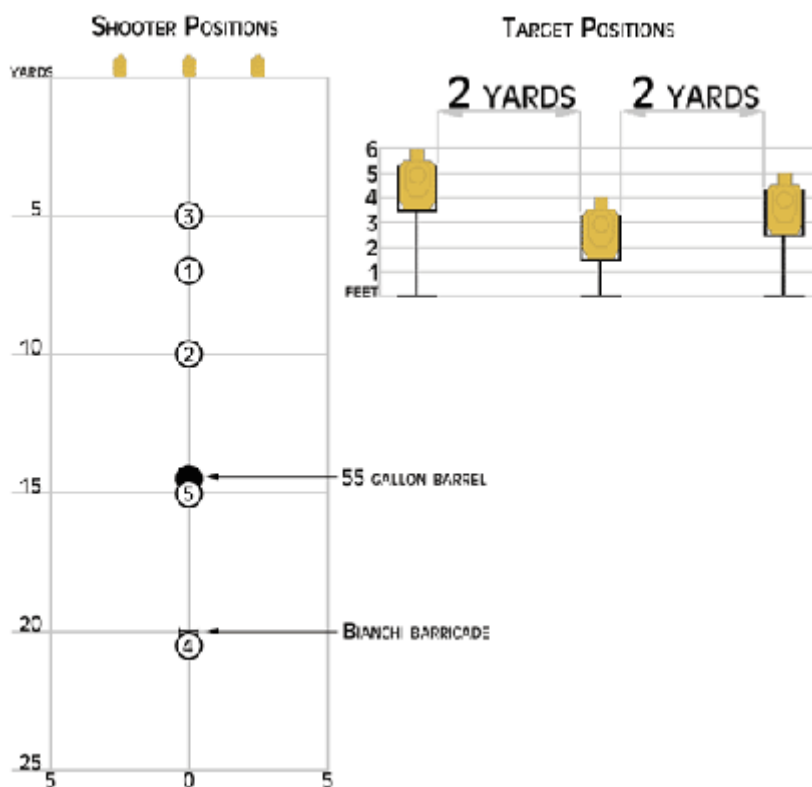 SHOOTER POSITIONS
TARGET POSITIONS
YARDS
2 YARDS 2 YARDS
6
5
4
3
2
1
FEET
5
3
1
10
2
55 GALLON BARREL
15
5
20
BIANCHI BARRICADE
4
25
5 0 5